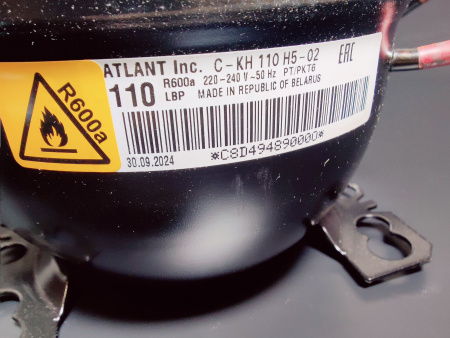 ATLANT Inc. C-KH 110 H5-02 EAC
110 R600a 220-240 V~50 Hz PT/PKT6
LBP MADE IN REPUBLIC OF BELARUS
R600a
30.09.2024 *C8D494890000*